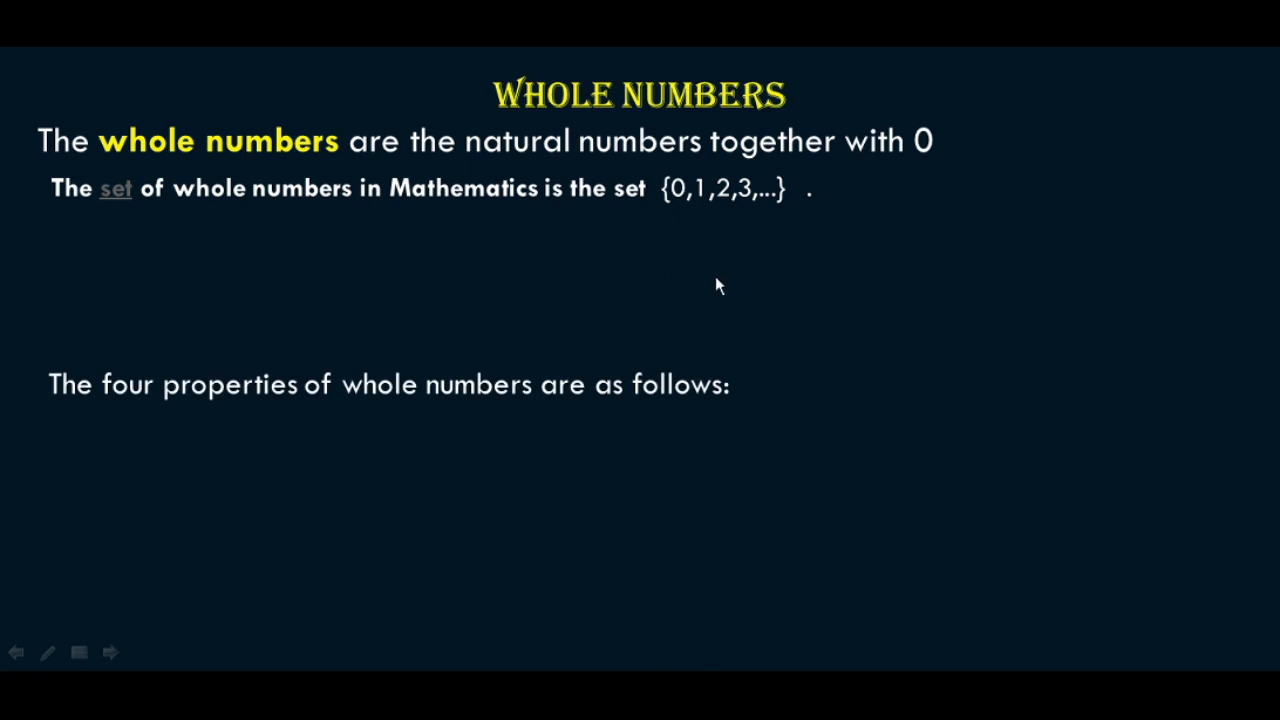 WHOLE NUMBERS
The whole numbers are the natural numbers together with 0
The set of whole numbers in Mathematics is the set {0,1,2,3,...} .
The four properties of whole numbers are as follows: